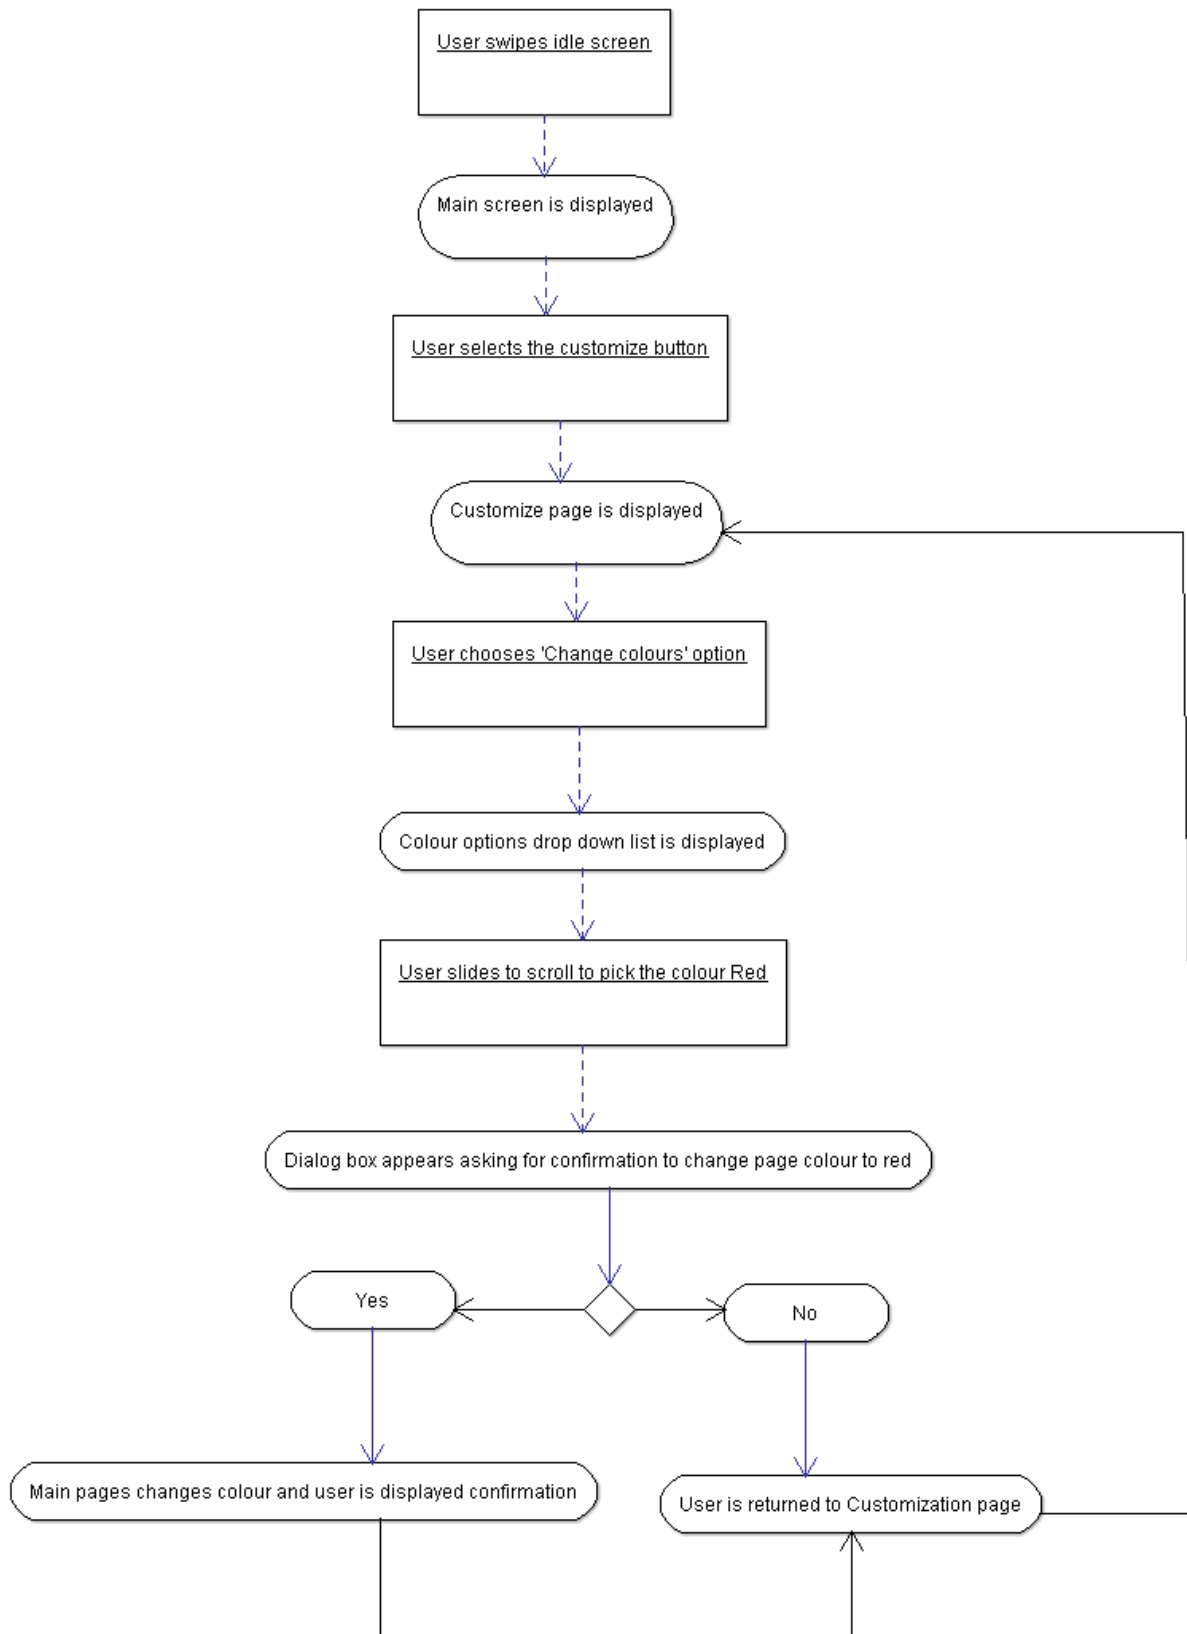 User swipes idle screen
Main screen is displayed
User selects the customize button
Customize page is displayed
User chooses 'Change colours' option
Colour options drop down list is displayed
User slides to scroll to pick the colour Red
Dialog box appears asking for confirmation to change page colour to red
Yes
No
Main pages changes colour and user is displayed confirmation
User is returned to Customization page